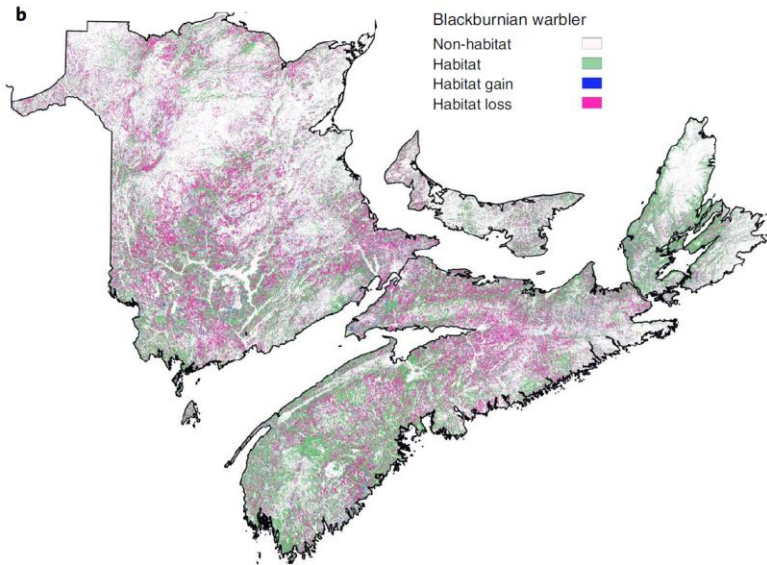 b
Blackburnian warbler
Non-habitat
Habitat
Habitat gain
Habitat loss